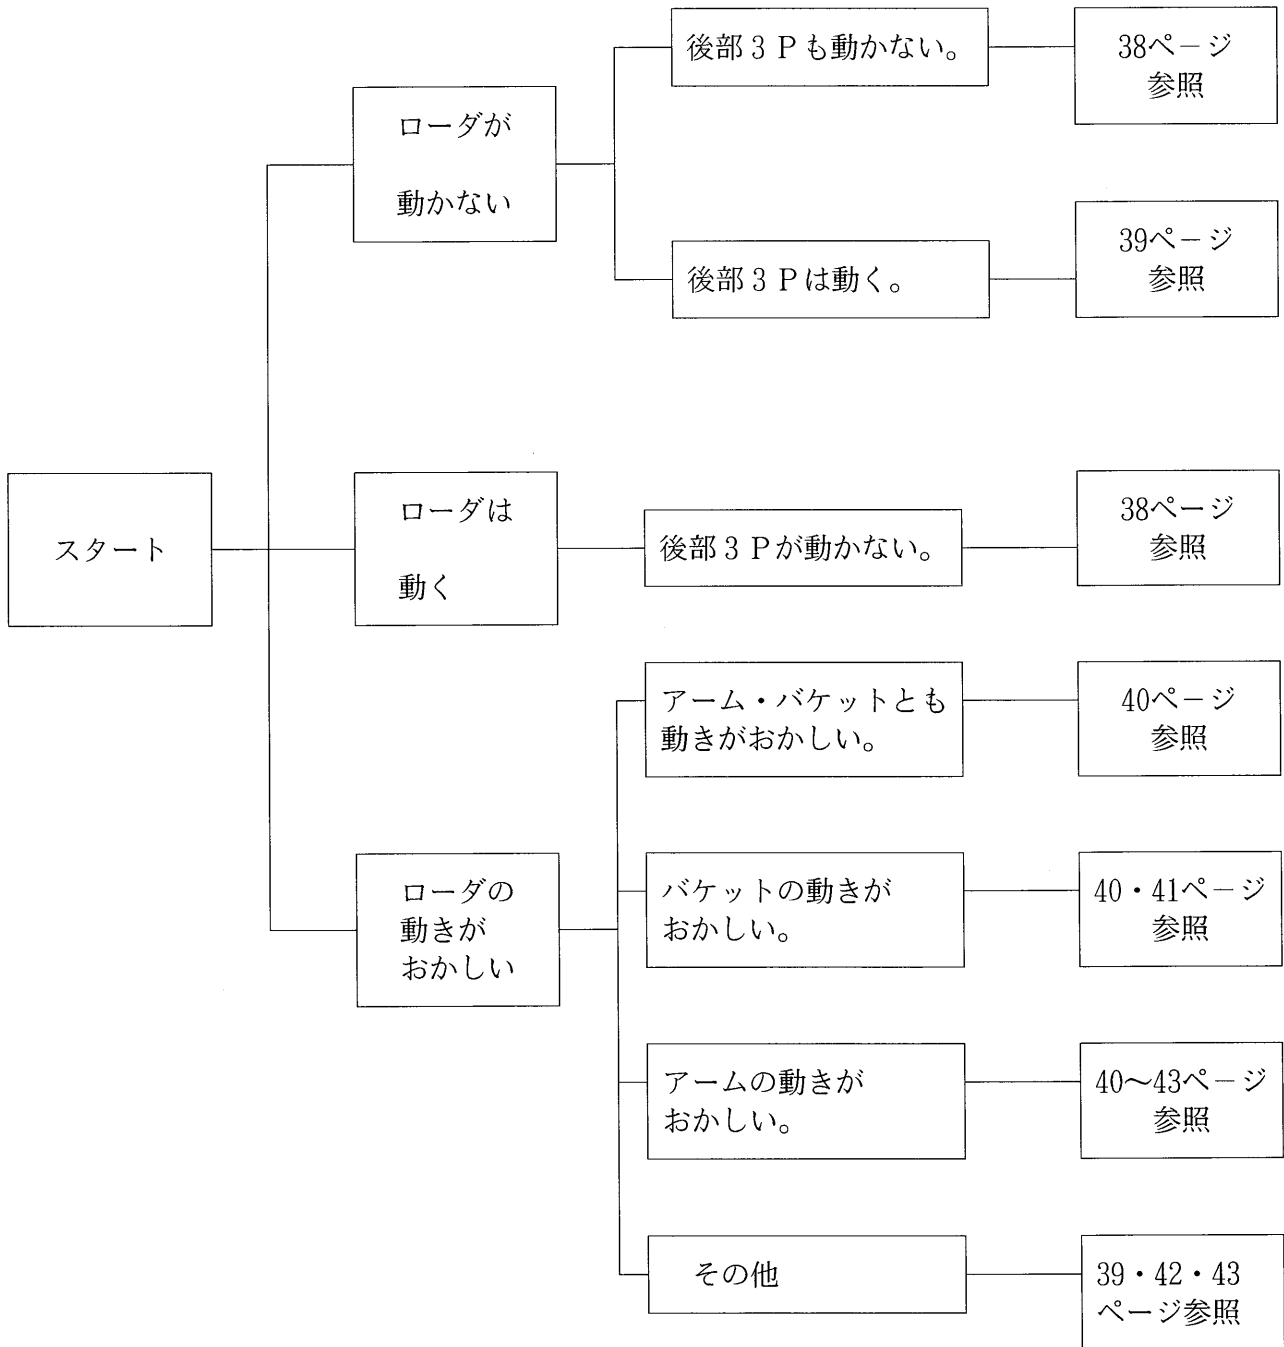 スタート
ローダが
動かない
後部３Ｐも動かない。
38ページ
参照
後部３Ｐは動く。
39ページ
参照
ローダは
動く
後部３Ｐが動かない。
38ページ
参照
ローダの
動きが
おかしい
アーム・バケットとも
動きがおかしい。
40ページ
参照
バケットの動きが
おかしい。
40・41ページ
参照
アームの動きが
おかしい。
40〜43ページ
参照
その他
39・42・43
ページ参照